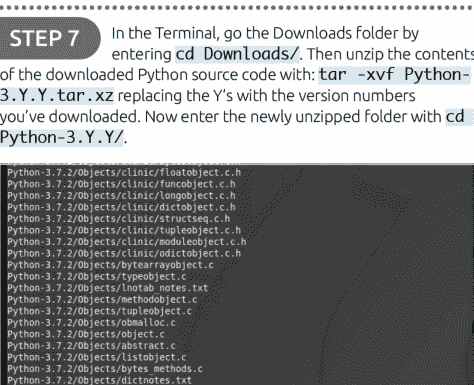 STEP 7
In the Terminal, go the Downloads folder by
entering cd Downloads/. Then unzip the contents
of the downloaded Python source code with: tar -xvf Python-
3.Y.Y.tar.xz replacing the Y’s with the version numbers
you’ve downloaded. Now enter the newly unzipped folder with cd
Python-3.Y.Y/.
Python-3.7.2/Objects/clinic/floatobject.c.h
Python-3.7.2/Objects/clinic/funcobject.c.h
Python-3.7.2/Objects/clinic/longobject.c.h
Python-3.7.2/Objects/clinic/dictobject.c.h
Python-3.7.2/Objects/clinic/structseq.c.h
Python-3.7.2/Objects/clinic/tupleobject.c.h
Python-3.7.2/Objects/clinic/moduleobject.c.h
Python-3.7.2/Objects/clinic/odictobject.c.h
Python-3.7.2/Objects/bytearrayobject.c
Python-3.7.2/Objects/typeobject.c
Python-3.7.2/Objects/lnotab_notes.txt
Python-3.7.2/Objects/methodobject.c
Python-3.7.2/Objects/tupleobject.c
Python-3.7.2/Objects/obmalloc.c
Python-3.7.2/Objects/object.c
Python-3.7.2/Objects/abstract.c
Python-3.7.2/Objects/listobject.c
Python-3.7.2/Objects/bytes_methods.c
Python-3.7.2/Objects/dictnotes.txt